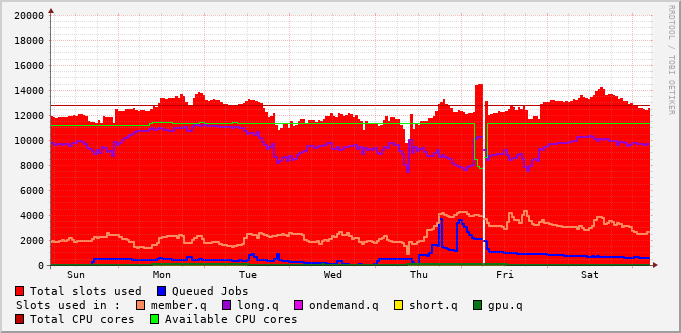 20000
18000
16000
14000
12000
10000
8000
6000
4000
2000
0
Sun Mon Tue Wed Thu Fri Sat
Total slots used Queued Jobs
Slots used in : member.q long.q ondemand.q short.q gpu.q
Total CPU cores Available CPU cores
RRDTOOL / TOBI OETIKER